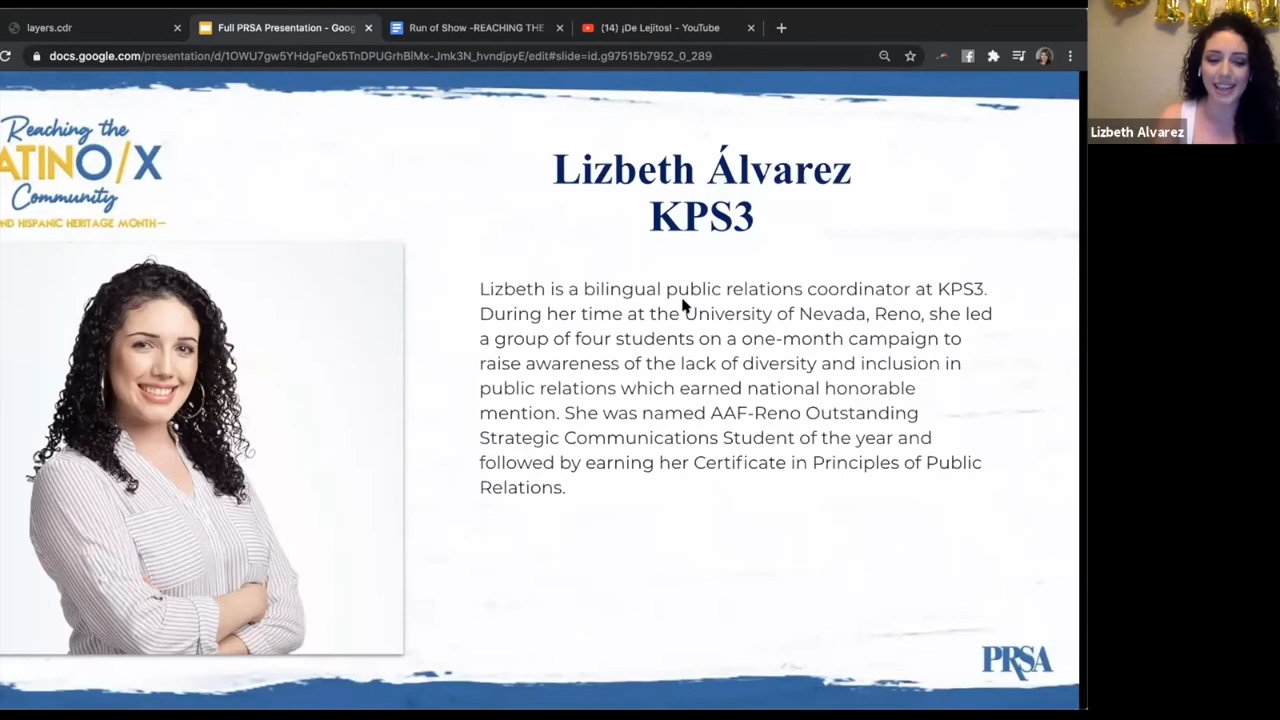 layers.cdr
Full PRSA Presentation - Goog
Run of Show -REACHING THE
(14) ¡De Lejitos! - YouTube
docs.google.com/presentation/d/1OWU7gw5YHdgFe0x5TnDPUGrhBiMx-Jmk3N_hvndjpyE/edit#slide=id.g97515b7952_0_289
Lizbeth Alvarez
Reaching the
ATINO/X
Community
ND HISPANIC HERITAGE MONTH—
Lizbeth Álvarez
KPS3
Lizbeth is a bilingual public relations coordinator at KPS3.
During her time at the University of Nevada, Reno, she led
a group of four students on a one-month campaign to
raise awareness of the lack of diversity and inclusion in
public relations which earned national honorable
mention. She was named AAF-Reno Outstanding
Strategic Communications Student of the year and
followed by earning her Certificate in Principles of Public
Relations.
PRSA